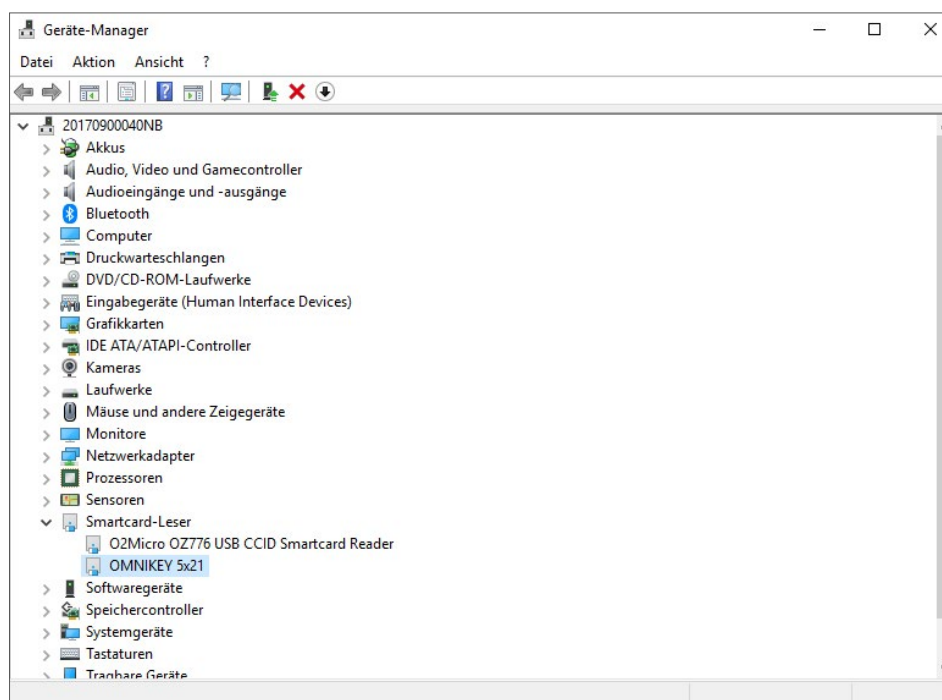 Geräte-Manager
Datei Aktion Ansicht ?
20170900040NB
Akkus
Audio, Video und Gamecontroller
Audioeingänge und -ausgänge
Bluetooth
Computer
Druckwarteschlangen
DVD/CD-ROM-Laufwerke
Eingabegeräte (Human Interface Devices)
Grafikkarten
IDE ATA/ATAPI-Controller
Kameras
Laufwerke
Mäuse und andere Zeigegeräte
Monitore
Netzwerkadapter
Prozessoren
Sensoren
Smartcard-Leser
O2Micro OZ776 USB CCID Smartcard Reader
OMNIKEY 5x21
Softwaregeräte
Speichercontroller
Systemgeräte
Tastaturen
Tragbare Geräte